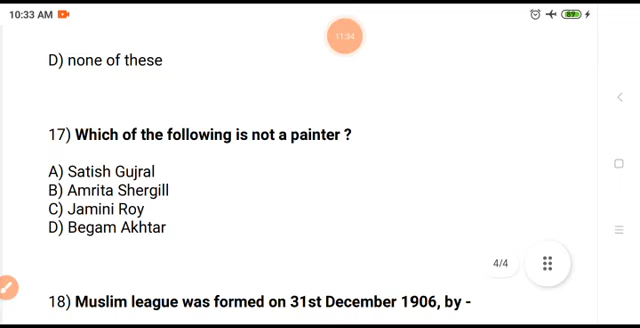 10:33 AM
89
11:34
D) none of these
17) Which of the following is not a painter ?
A) Satish Gujral
B) Amrita Shergill
C) Jamini Roy
D) Begam Akhtar
4/4
18) Muslim league was formed on 31st December 1906, by -